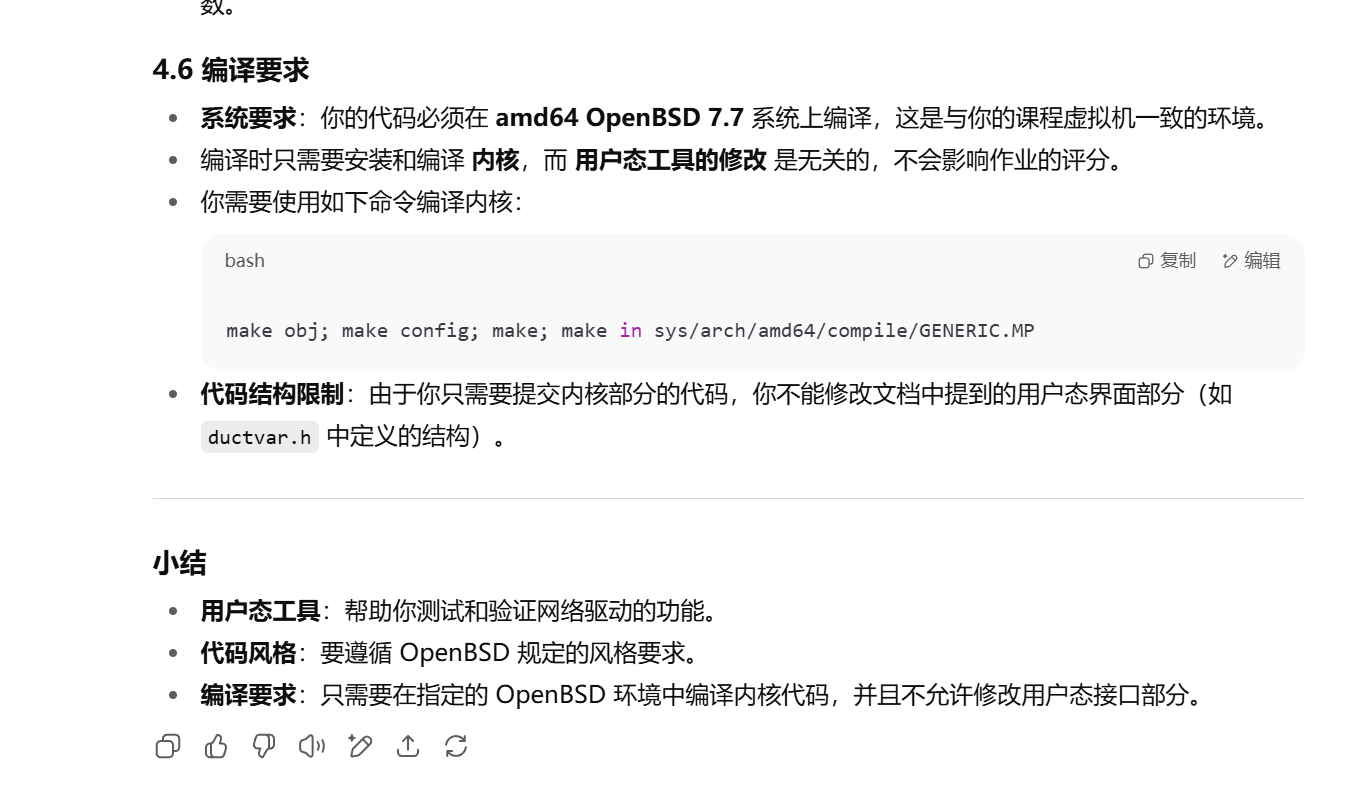 数。
4.6 编译要求
系统要求：你的代码必须在 amd64 OpenBSD 7.7 系统上编译，这是与你的课程虚拟机一致的环境。
编译时只需要安装和编译 内核，而 用户态工具的修改 是无关的，不会影响作业的评分。
你需要使用如下命令编译内核：
bash 复制 编辑
make obj; make config; make; make in sys/arch/amd64/compile/GENERIC.MP
代码结构限制：由于你只需要提交内核部分的代码，你不能修改文档中提到的用户态界面部分（如
ductvar.h 中定义的结构）。
小结
用户态工具：帮助你测试和验证网络驱动的功能。
代码风格：要遵循 OpenBSD 规定的风格要求。
编译要求：只需要在指定的 OpenBSD 环境中编译内核代码，并且不允许修改用户态接口部分。